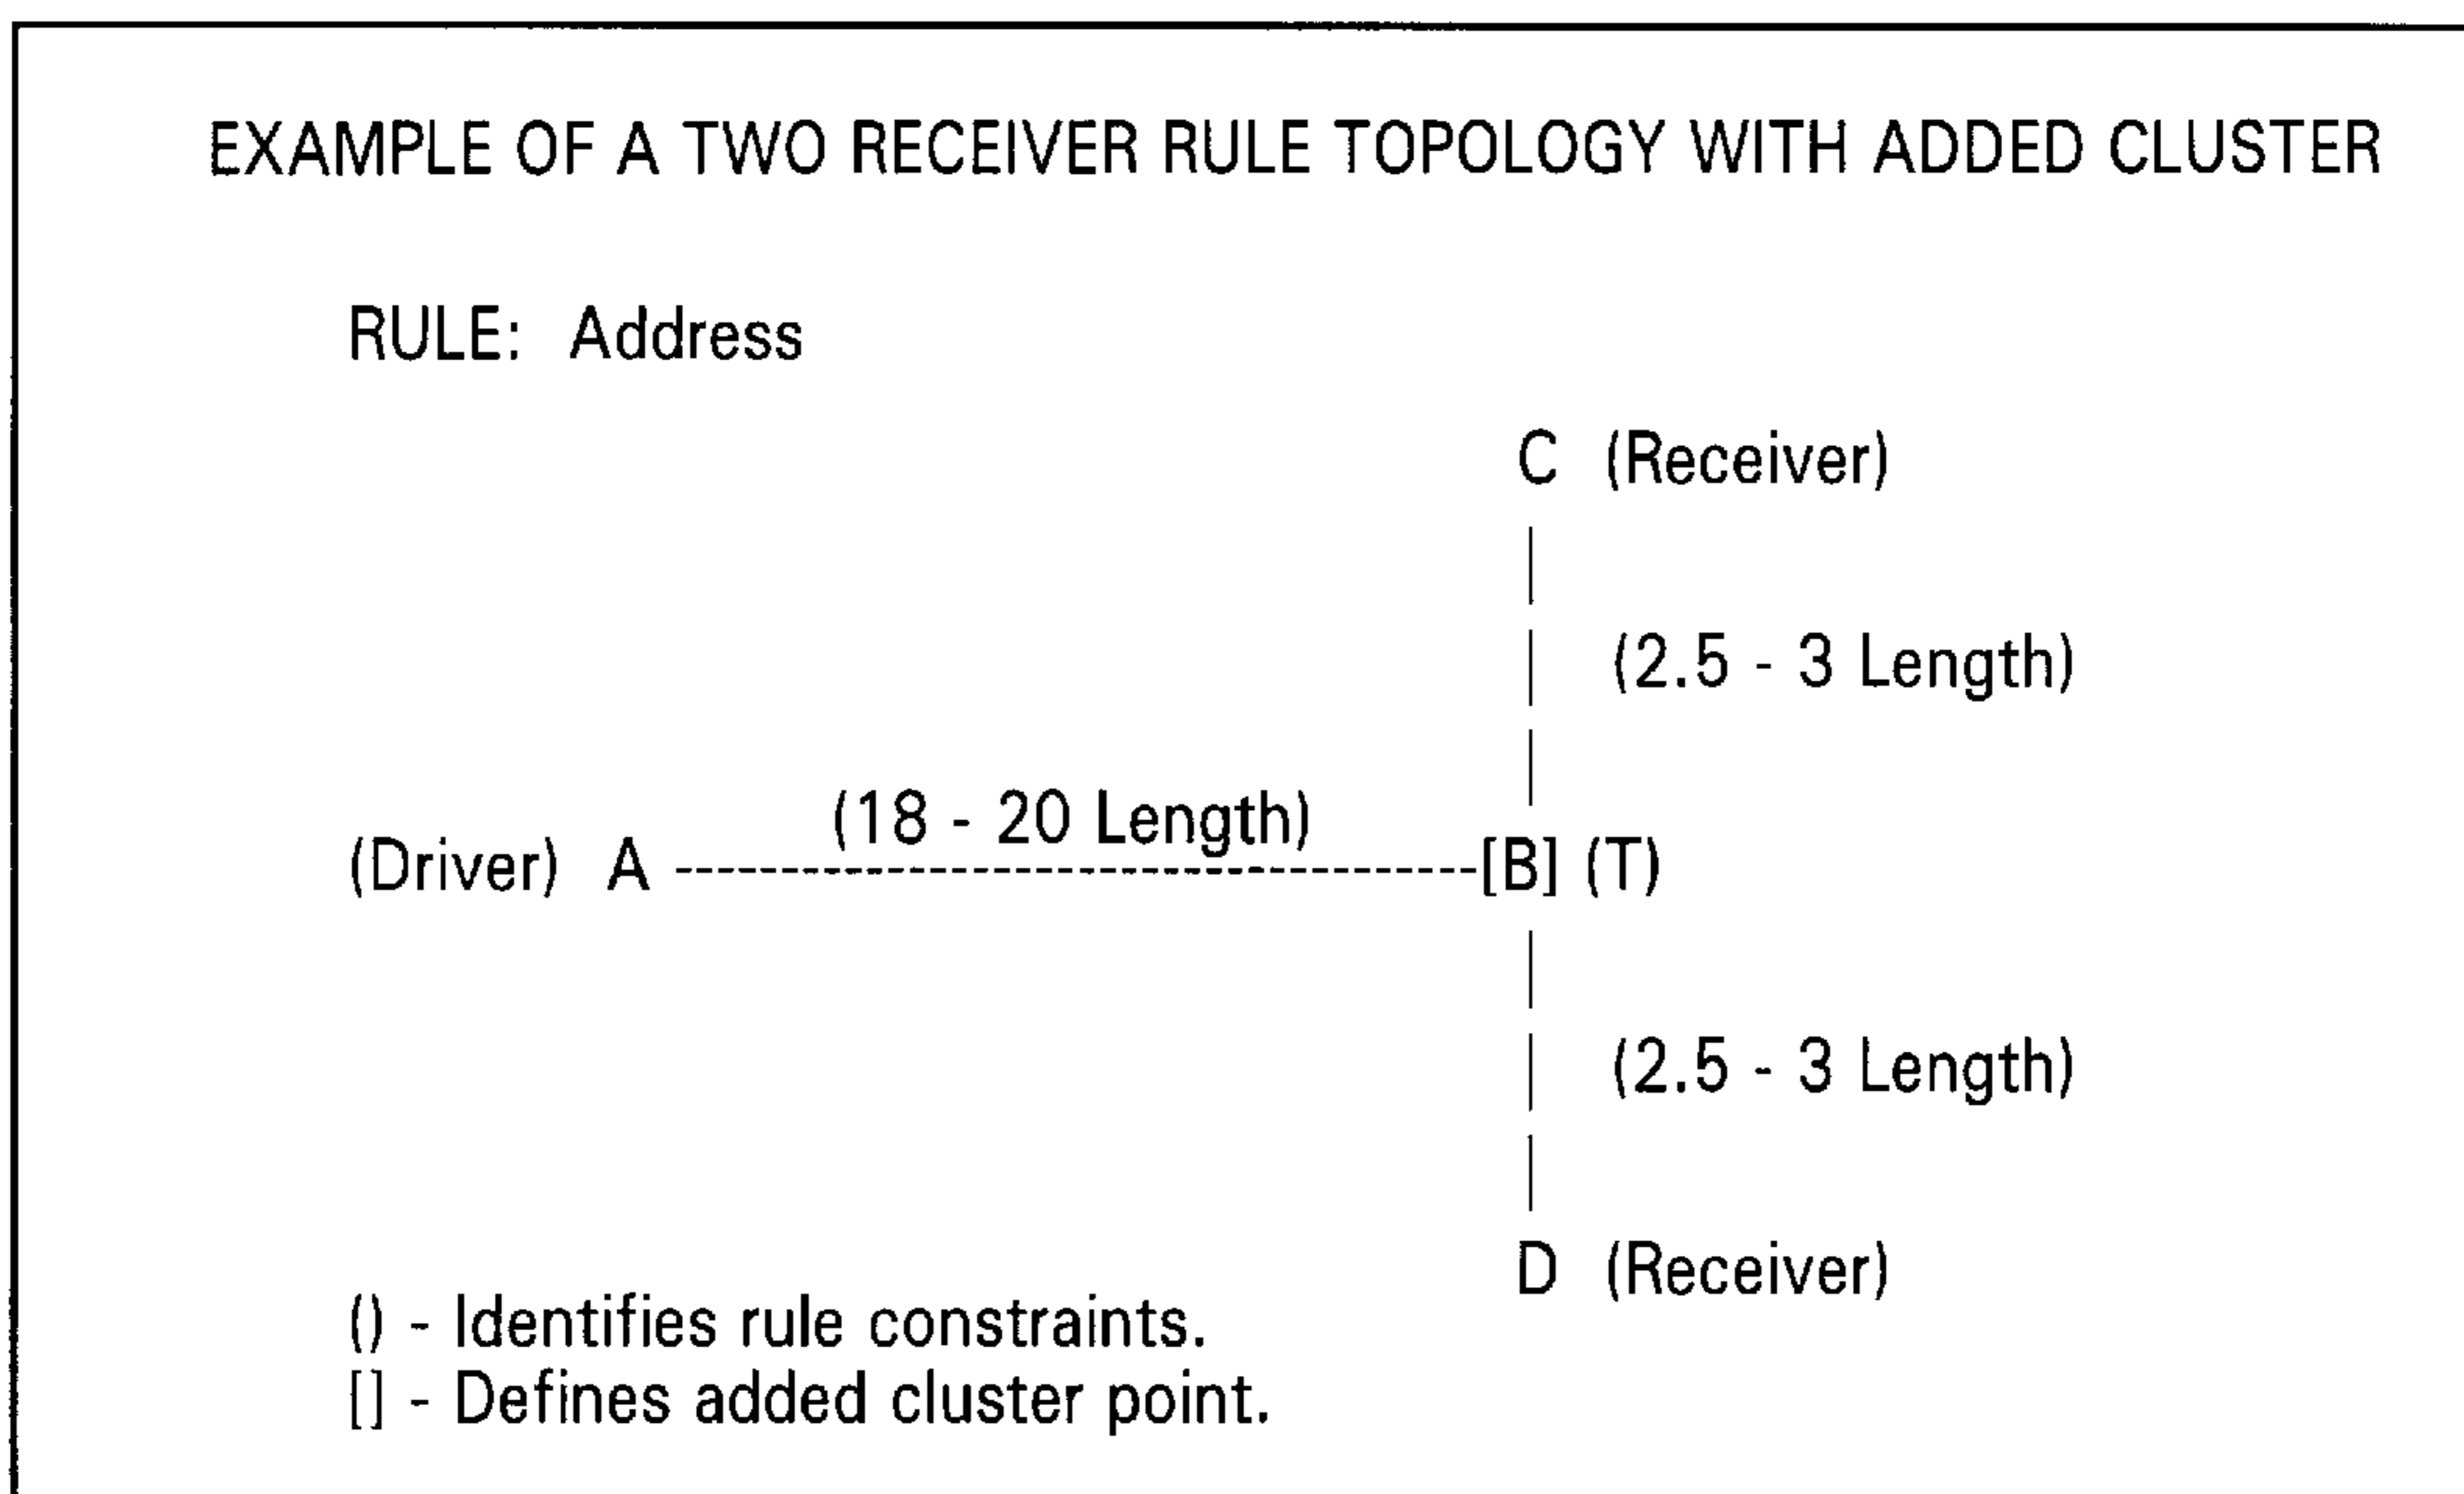 EXAMPLE OF A TWO RECEIVER RULE TOPOLOGY WITH ADDED CLUSTER
RULE: Address
C (Receiver)
(2.5 - 3 Length)
(18 - 20 Length)
(Driver) A [B] (T)
(2.5 - 3 Length)
D (Receiver)
() - Identifies rule constraints.
[] - Defines added cluster point.